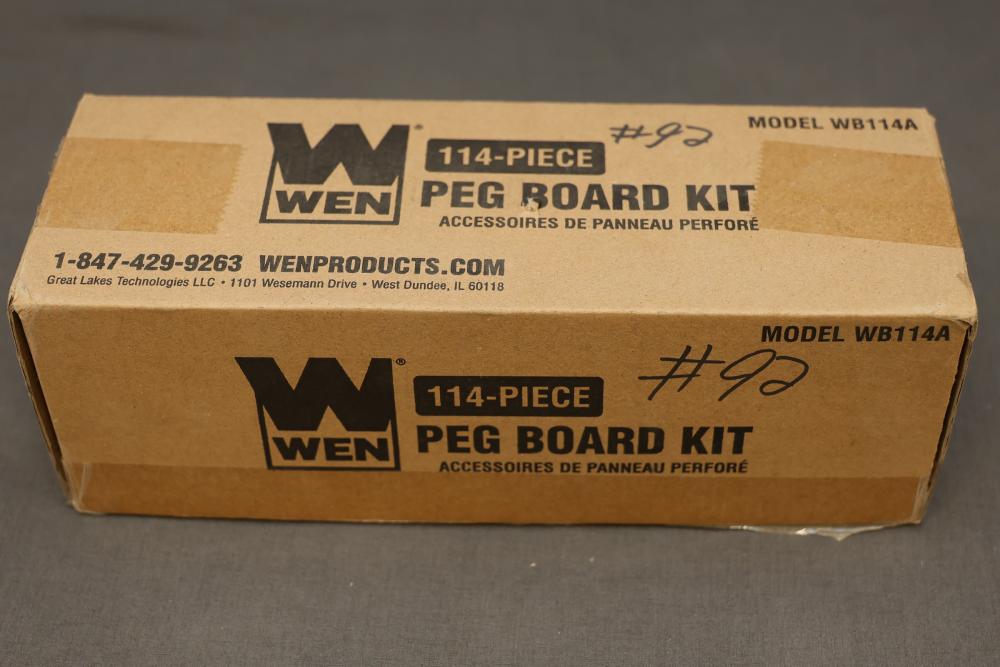 MODEL WB114A
#92
WEN®
114-PIECE
PEG BOARD KIT
ACCESSOIRES DE PANNEAU PERFORÉ
1-847-429-9263 WENPRODUCTS.COM
Great Lakes Technologies LLC • 1101 Wesemann Drive • West Dundee, IL 60118
MODEL WB114A
#92
WEN®
114-PIECE
PEG BOARD KIT
ACCESSOIRES DE PANNEAU PERFORÉ